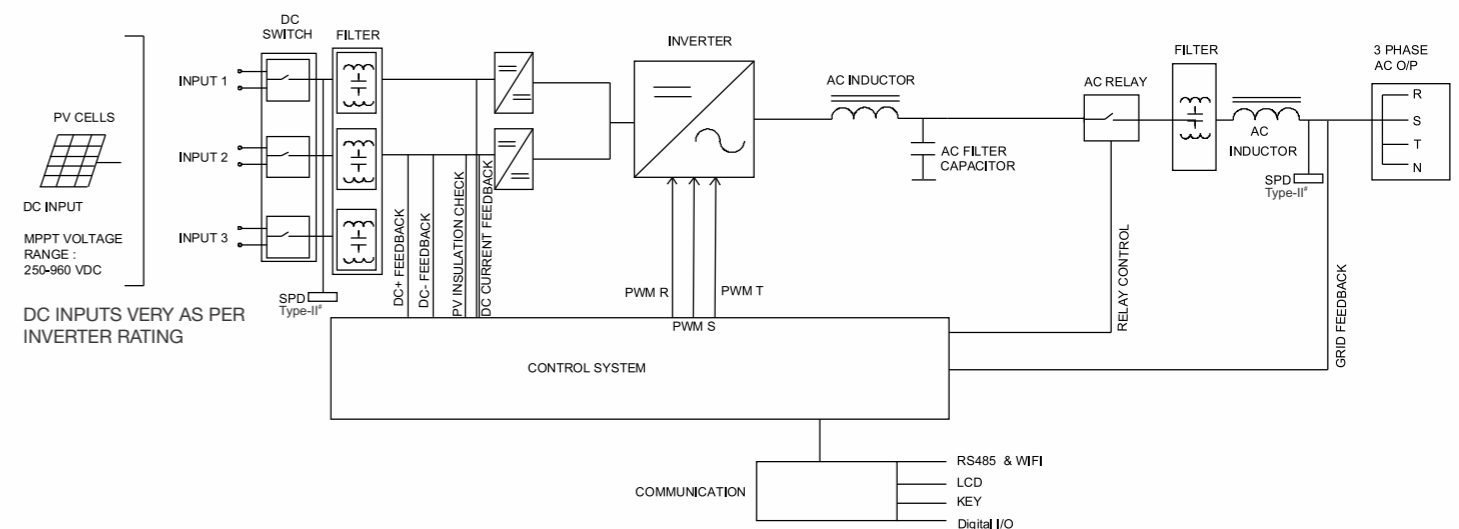 DC
SWITCH
FILTER
INPUT 1
INPUT 2
INPUT 3
PV CELLS
DC INPUT
MPPT VOLTAGE
RANGE :
250-960 VDC
DC INPUTS VERY AS PER
INVERTER RATING
SPD
Type-II#
DC+ FEEDBACK
DC- FEEDBACK
PV INSULATION CHECK
DC CURRENT FEEDBACK
INVERTER
PWM R
PWM T
PWM S
AC INDUCTOR
AC FILTER
CAPACITOR
AC RELAY
RELAY CONTROL
FILTER
AC
INDUCTOR
SPD
Type-II#
GRID FEEDBACK
3 PHASE
AC O/P
R
S
T
N
CONTROL SYSTEM
COMMUNICATION
RS485 & WIFI
LCD
KEY
Digital I/O